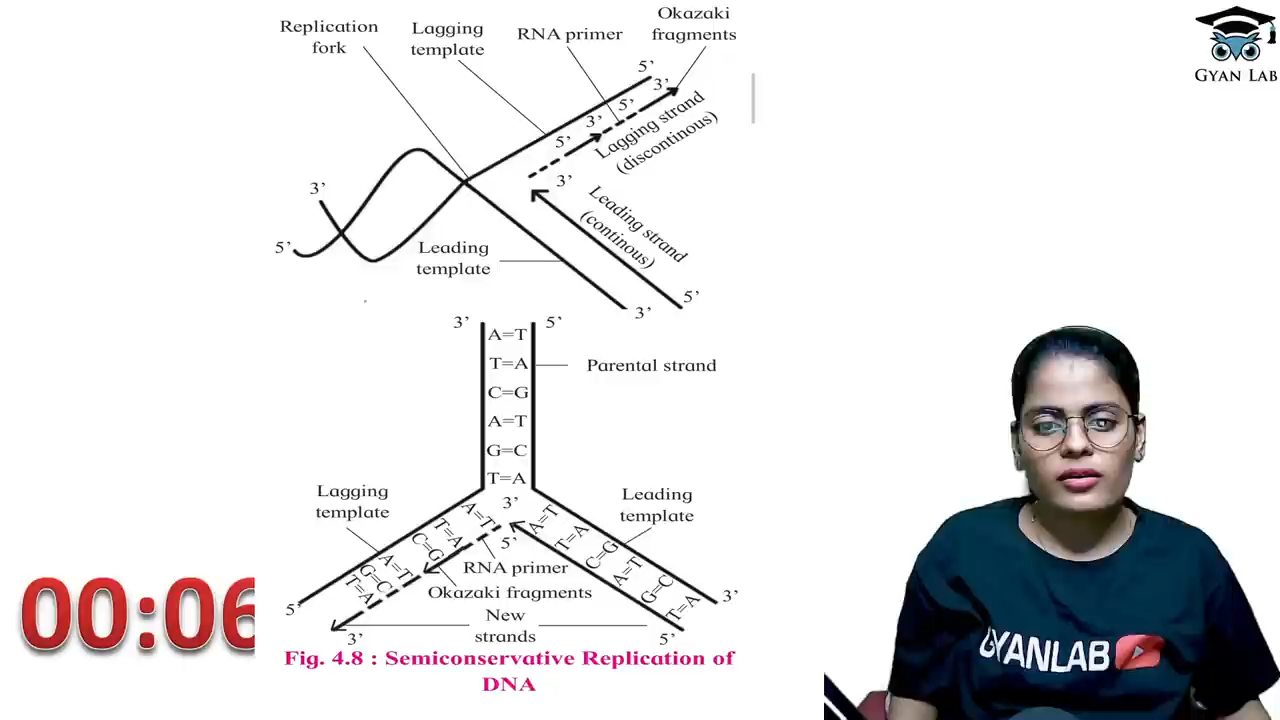 Replication
fork
Lagging
template
RNA primer
Okazaki
fragments
GYAN LAB
5’
3’
5’
3’
5’
Lagging strand
(discontinous)
3’
3’
Leading strand
(continous)
5’
Leading
template
5’
3’
3’
5’
A=T
T=A
Parental strand
C=G
A=T
G=C
T=A
Lagging
template
3’
Leading
template
A=T
T=A
C=G
A=T
G=C
T=A
A=T
T=A
C=G
A=T
G=C
T=A
5’
RNA primer
Okazaki fragments
New
strands
5’
3’
3’
5’
00:06
Fig. 4.8 : Semiconservative Replication of
DNA
GYANLAB